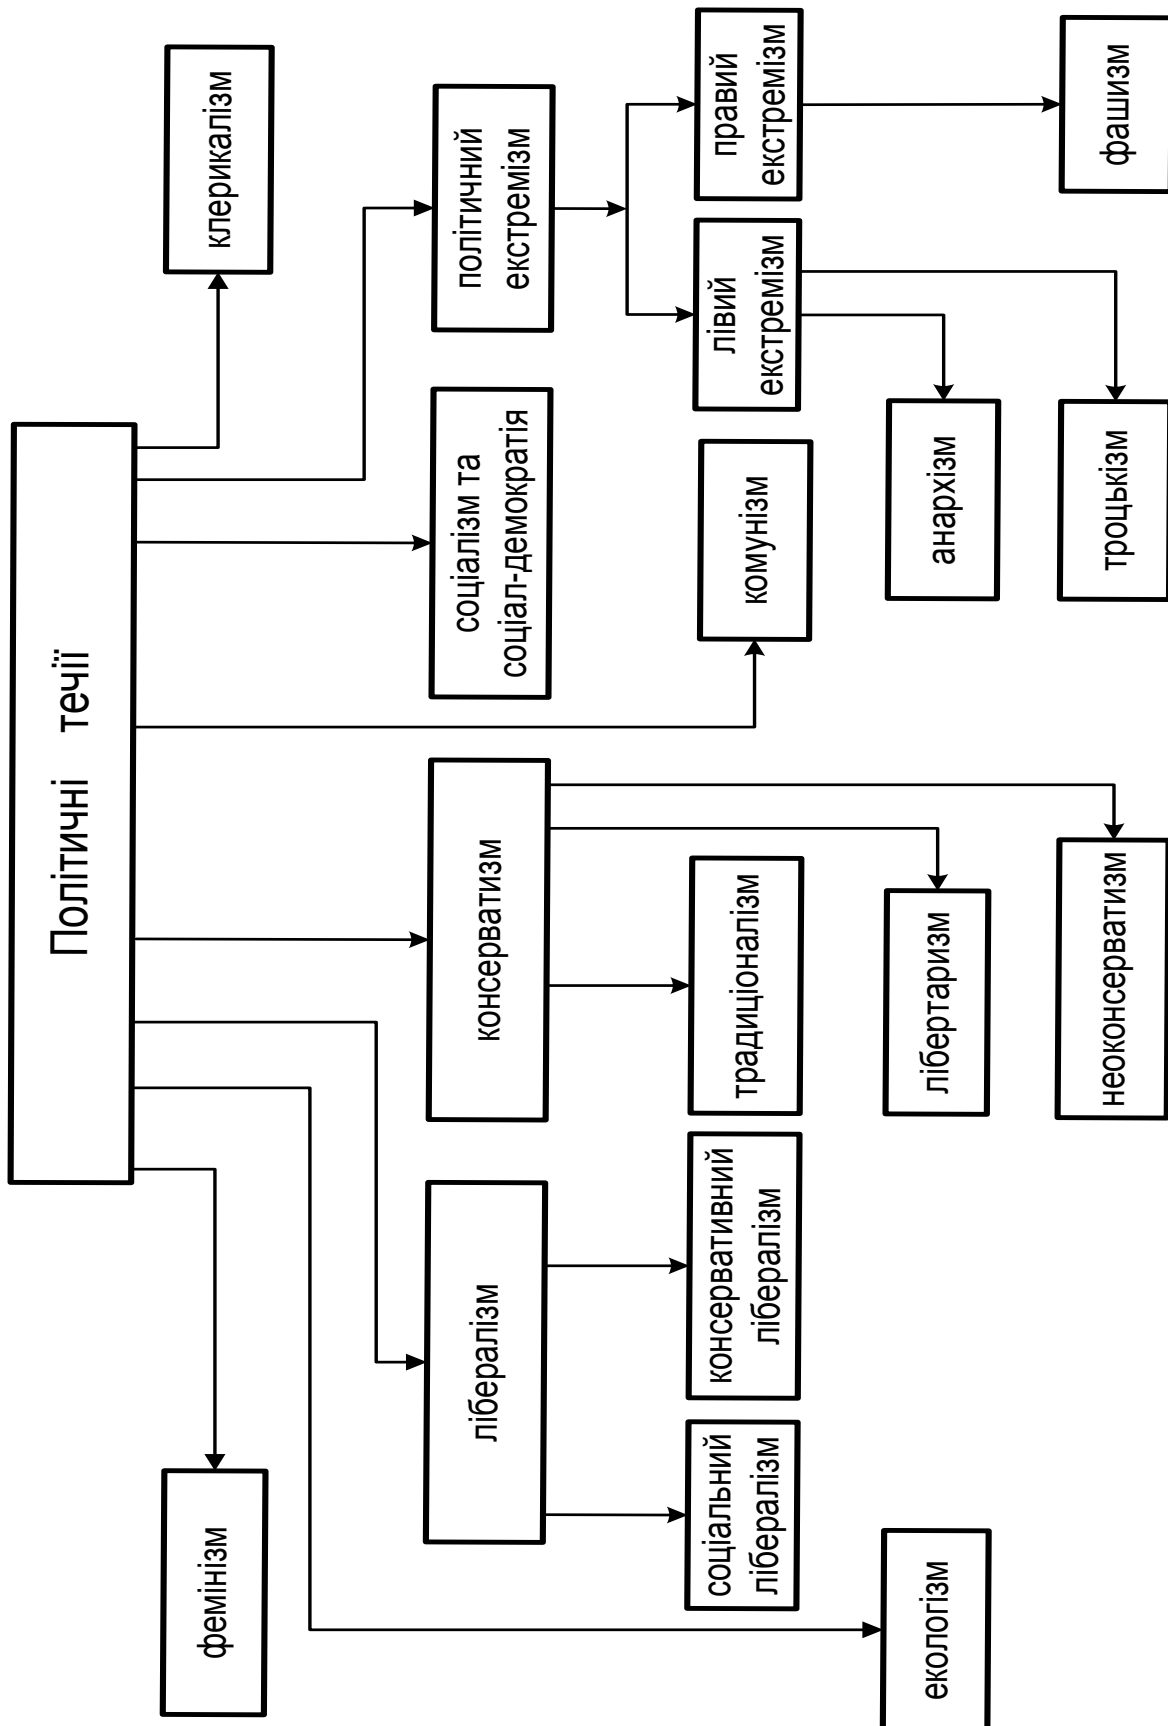 Політичні течії
фемінізм
клерикалізм
лібералізм
консерватизм
соціалізм та
соціал-демократія
політичний
екстремізм
соціальний
лібералізм
консервативний
лібералізм
традиціоналізм
комунізм
лівий
екстремізм
правий
екстремізм
екологізм
лібертаризм
анархізм
неоконсерватизм
троцькізм
фашизм